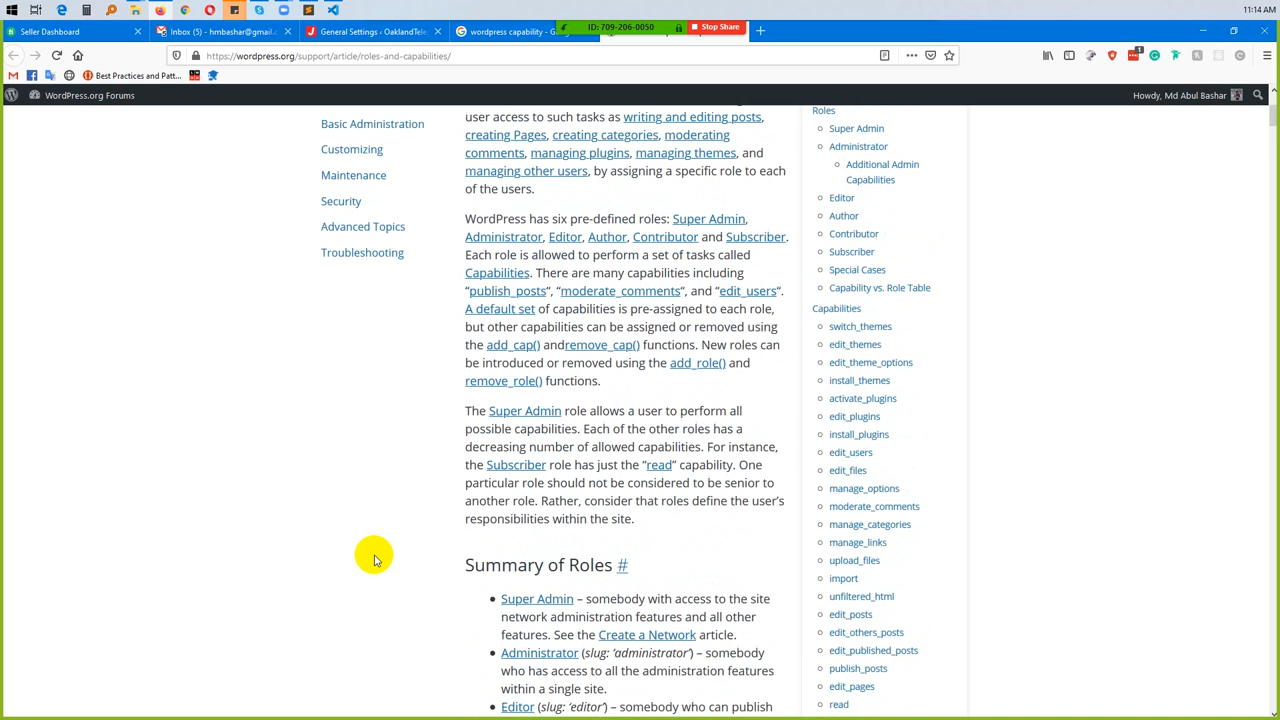 11:14 AM
Seller Dashboard
Inbox (5) - hmbashar@gmail.c
General Settings ‹ OaklandTele
wordpress capability - G
ID: 709-206-0050
Stop Share
https://wordpress.org/support/article/roles-and-capabilities/
Best Practices and Patt...
1
WordPress.org Forums
Howdy, Md Abul Bashar
Basic Administration
Customizing
Maintenance
Security
Advanced Topics
Troubleshooting
user access to such tasks as writing and editing posts,
creating Pages, creating categories, moderating
comments, managing plugins, managing themes, and
managing other users, by assigning a specific role to each
of the users.
WordPress has six pre-defined roles: Super Admin,
Administrator, Editor, Author, Contributor and Subscriber.
Each role is allowed to perform a set of tasks called
Capabilities. There are many capabilities including
“publish_posts“, “moderate_comments“, and “edit_users“.
A default set of capabilities is pre-assigned to each role,
but other capabilities can be assigned or removed using
the add_cap() andremove_cap() functions. New roles can
be introduced or removed using the add_role() and
remove_role() functions.
The Super Admin role allows a user to perform all
possible capabilities. Each of the other roles has a
decreasing number of allowed capabilities. For instance,
the Subscriber role has just the “read” capability. One
particular role should not be considered to be senior to
another role. Rather, consider that roles define the user’s
responsibilities within the site.
Summary of Roles #
Super Admin – somebody with access to the site
network administration features and all other
features. See the Create a Network article.
Administrator (slug: ‘administrator’) – somebody
who has access to all the administration features
within a single site.
Editor (slug: ‘editor’) – somebody who can publish
Roles
Super Admin
Administrator
Additional Admin
Capabilities
Editor
Author
Contributor
Subscriber
Special Cases
Capability vs. Role Table
Capabilities
switch_themes
edit_themes
edit_theme_options
install_themes
activate_plugins
edit_plugins
install_plugins
edit_users
edit_files
manage_options
moderate_comments
manage_categories
manage_links
upload_files
import
unfiltered_html
edit_posts
edit_others_posts
edit_published_posts
publish_posts
edit_pages
read